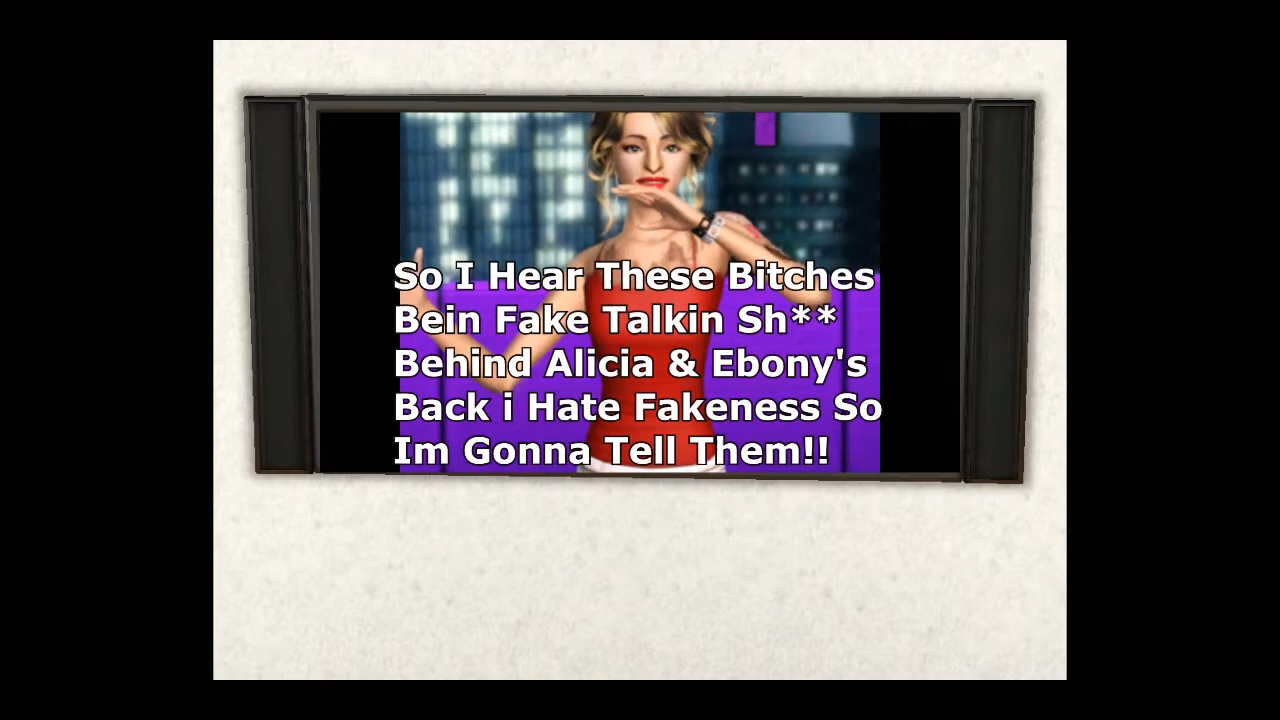 So I Hear These Bitches
Bein Fake Talkin Sh**
Behind Alicia & Ebony's
Back i Hate Fakeness So
Im Gonna Tell Them!!